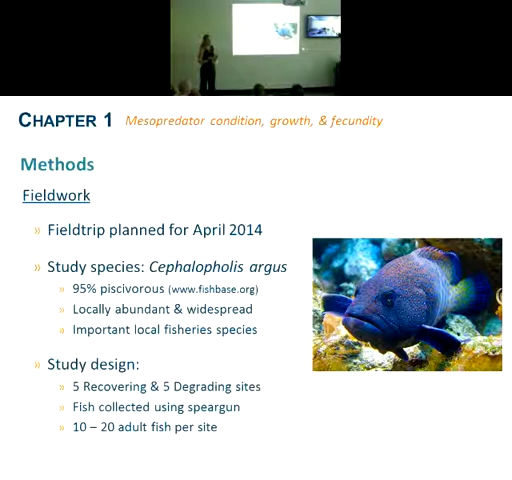 CHAPTER 1 Mesopredator condition, growth, & fecundity
Methods
Fieldwork
» Fieldtrip planned for April 2014
» Study species: Cephalopholis argus
» 95% piscivorous (www.fishbase.org)
» Locally abundant & widespread
» Important local fisheries species
» Study design:
» 5 Recovering & 5 Degrading sites
» Fish collected using speargun
» 10 – 20 adult fish per site